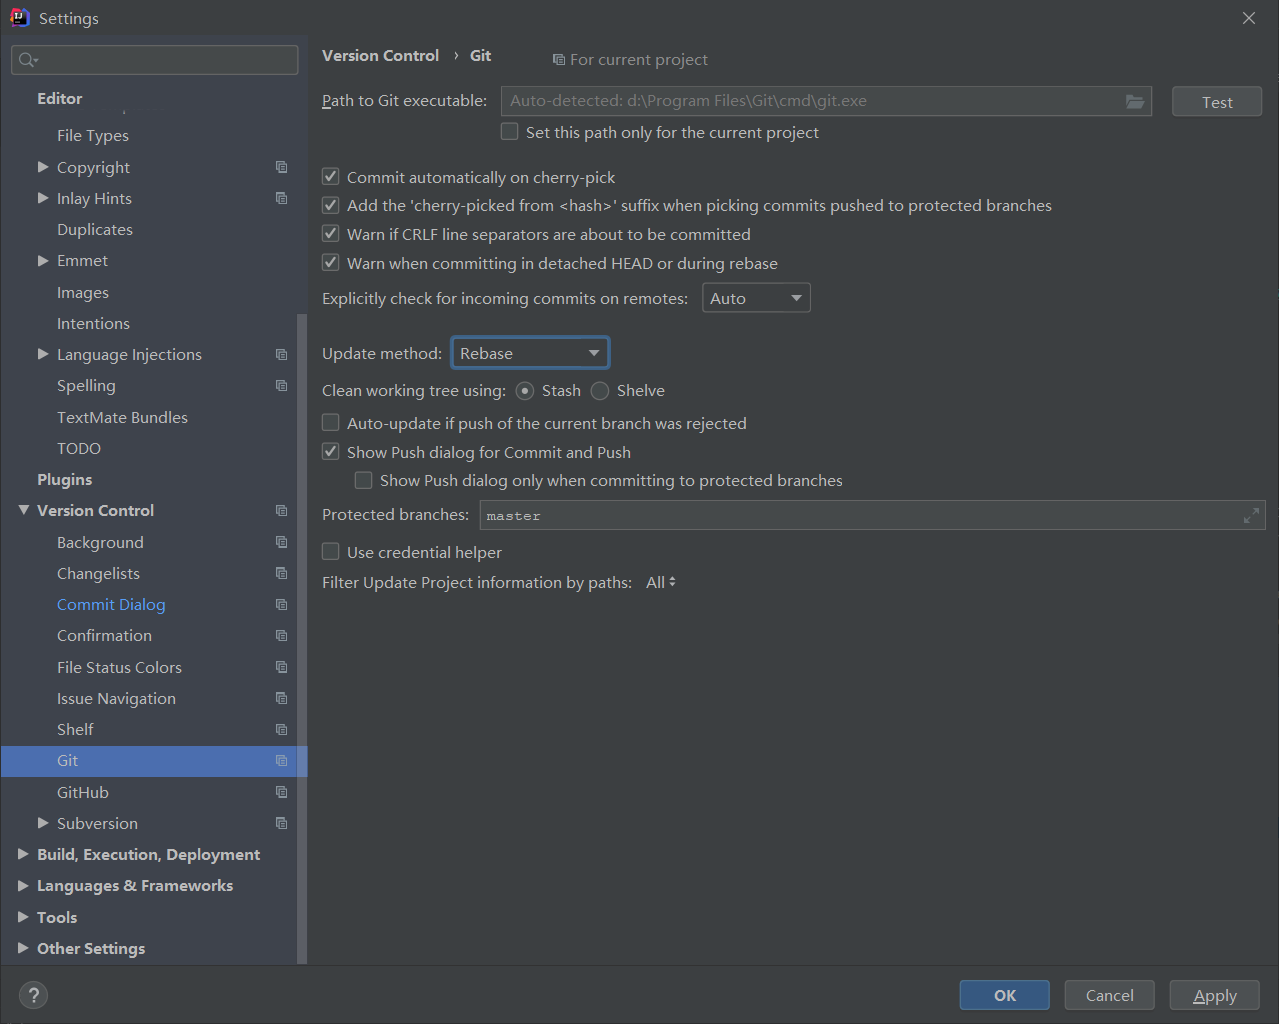 Settings
Editor
File Types
Copyright
Inlay Hints
Duplicates
Emmet
Images
Intentions
Language Injections
Spelling
TextMate Bundles
TODO
Plugins
Version Control
Background
Changelists
Commit Dialog
Confirmation
File Status Colors
Issue Navigation
Shelf
Git
GitHub
Subversion
Build, Execution, Deployment
Languages & Frameworks
Tools
Other Settings
Version Control › Git For current project
Path to Git executable: Auto-detected: d:\Program Files\Git\cmd\git.exe Test
Set this path only for the current project
Commit automatically on cherry-pick
Add the 'cherry-picked from <hash>' suffix when picking commits pushed to protected branches
Warn if CRLF line separators are about to be committed
Warn when committing in detached HEAD or during rebase
Explicitly check for incoming commits on remotes: Auto
Update method: Rebase
Clean working tree using: Stash Shelve
Auto-update if push of the current branch was rejected
Show Push dialog for Commit and Push
Show Push dialog only when committing to protected branches
Protected branches: master
Use credential helper
Filter Update Project information by paths: All
? OK Cancel Apply